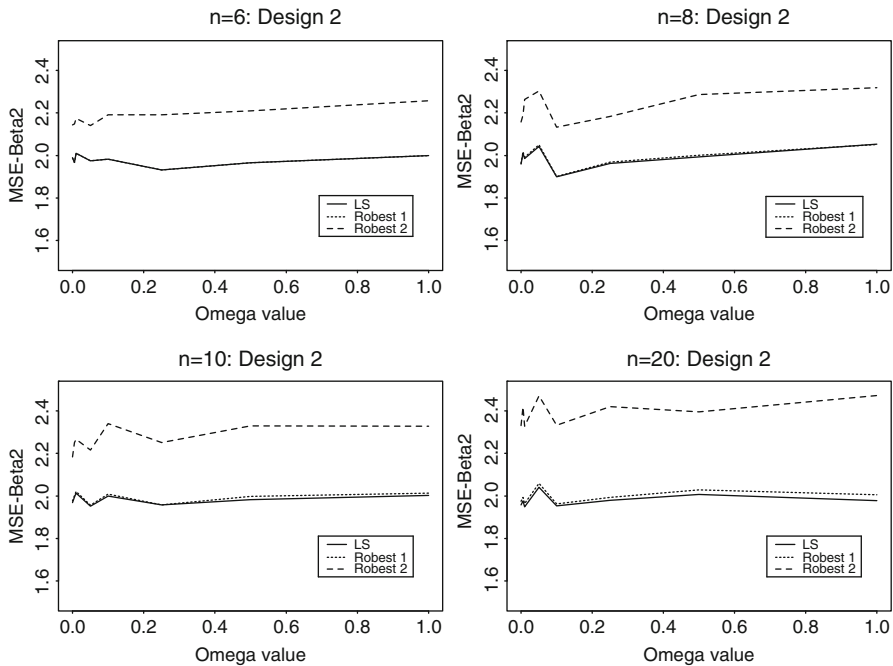 n=6: Design 2
MSE-Beta2
2.4
2.2
2.0
1.8
1.6
LS
Robest 1
Robest 2
0.0 0.2 0.4 0.6 0.8 1.0
Omega value
n=8: Design 2
MSE-Beta2
2.4
2.2
2.0
1.8
1.6
LS
Robest 1
Robest 2
0.0 0.2 0.4 0.6 0.8 1.0
Omega value
n=10: Design 2
MSE-Beta2
2.4
2.2
2.0
1.8
1.6
LS
Robest 1
Robest 2
0.0 0.2 0.4 0.6 0.8 1.0
Omega value
n=20: Design 2
MSE-Beta2
2.4
2.2
2.0
1.8
1.6
LS
Robest 1
Robest 2
0.0 0.2 0.4 0.6 0.8 1.0
Omega value